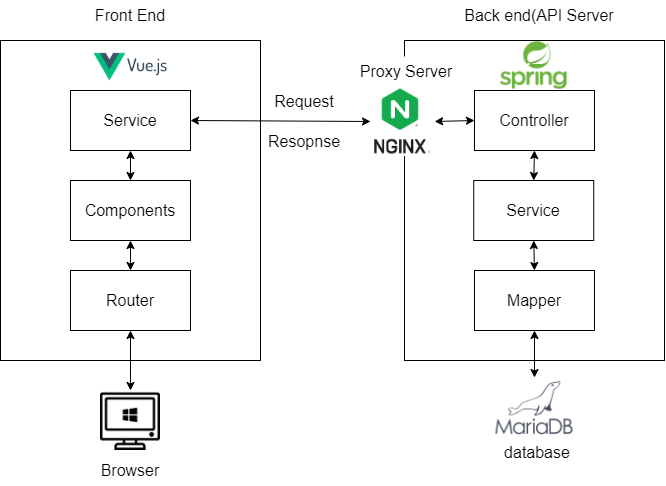 Front End
Back end(API Server
Vue.js
Proxy Server
spring
Request
Service
N
Controller
Resopnse
NGINX
Components
Service
Router
Mapper
MariaDB
database
Browser